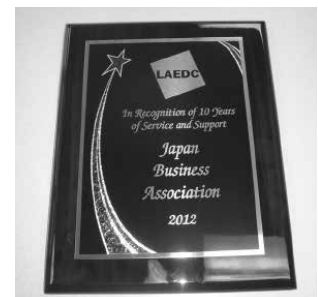 LAEDC
In Recognition of 10 Years
of Service and Support
Japan
Business
Association
2012